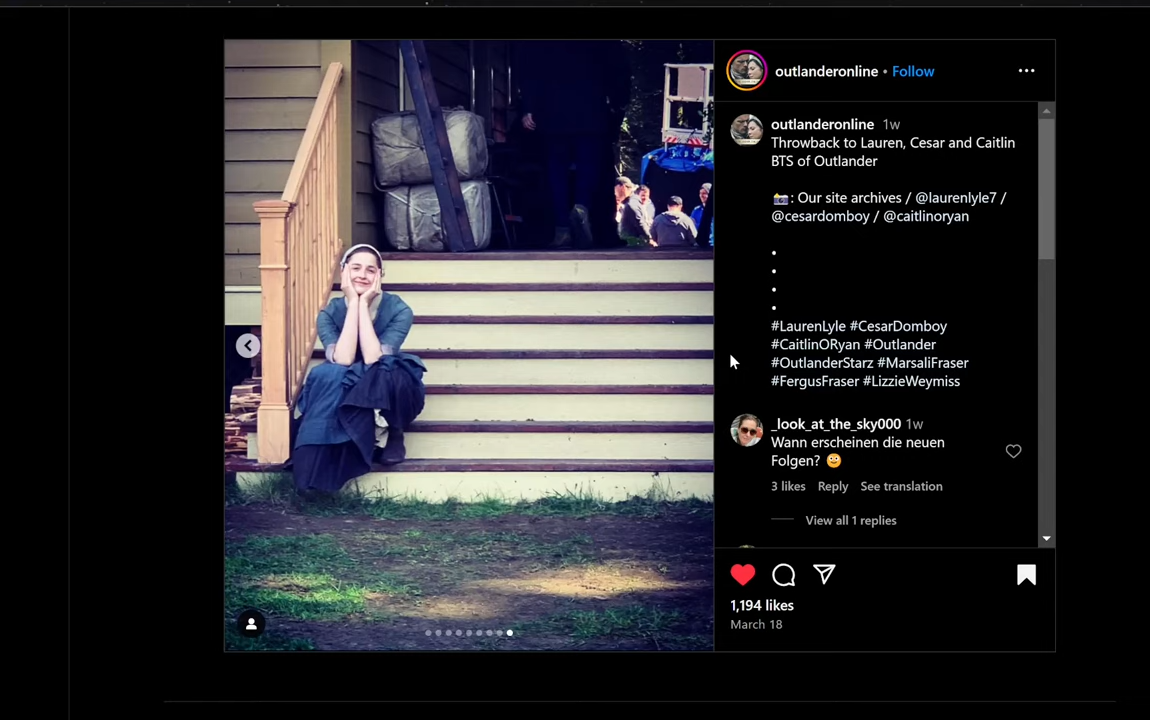 outlanderonline • Follow
outlanderonline 1w
Throwback to Lauren, Cesar and Caitlin
BTS of Outlander
📸: Our site archives / @laurenlyle7 /
@cesardomboy / @caitlinoryan
•
•
•
•
#LaurenLyle #CesarDomboy
#CaitlinORyan #Outlander
#OutlanderStarz #MarsaliFraser
#FergusFraser #LizzieWeymiss
_look_at_the_sky000 1w
Wann erscheinen die neuen
Folgen? 🙂
3 likes Reply See translation
View all 1 replies
1,194 likes
March 18